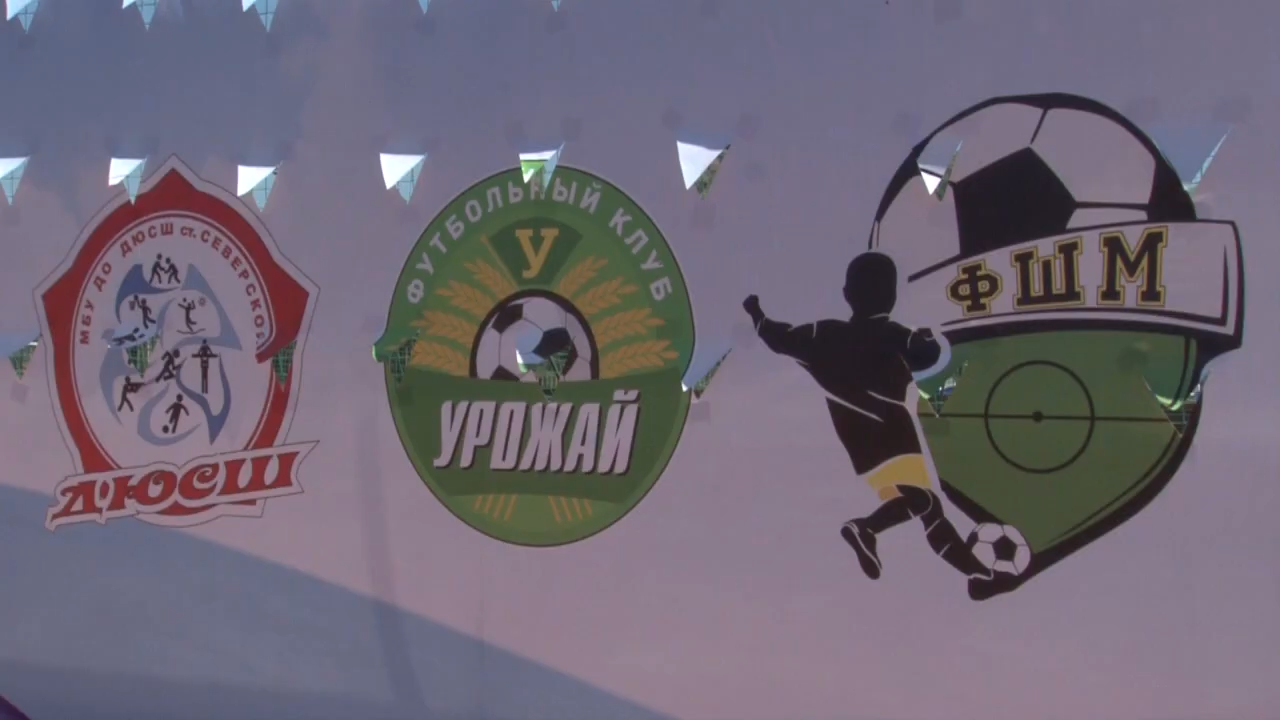 МБУ ДО ДЮСШ ст. СЕВЕРСКОЙ
ДЮСШ
ФУТБОЛЬНЫЙ КЛУБ
У
УРОЖАЙ
ФШМ